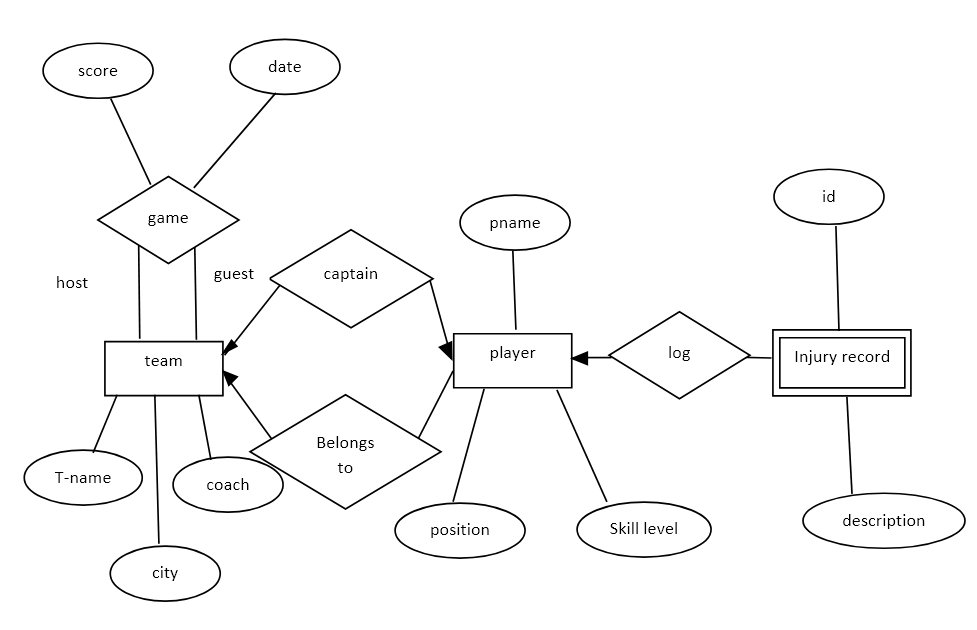 score
date
game
host
guest
captain
pname
id
team
player
log
Injury record
T-name
coach
Belongs
to
position
Skill level
description
city